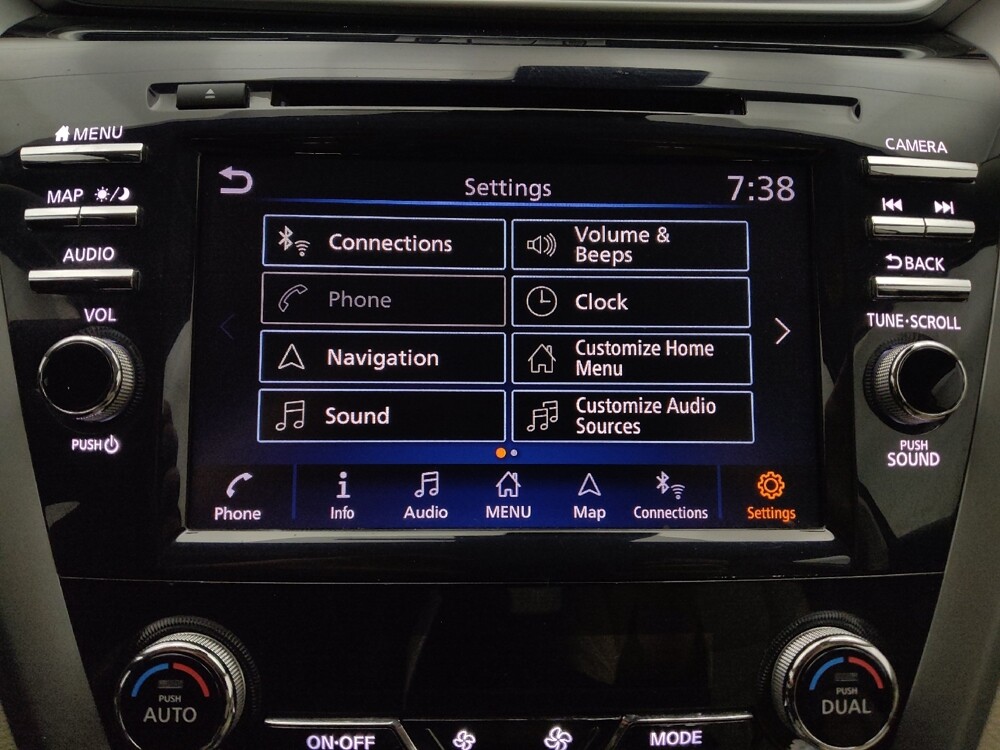 MENU
MAP
AUDIO
VOL
PUSH
Settings
7:38
Connections
Volume &
Beeps
Phone
Clock
Navigation
Customize Home
Menu
Sound
Customize Audio
Sources
Phone
Info
Audio
MENU
Map
Connections
Settings
CAMERA
BACK
TUNE·SCROLL
PUSH
SOUND
PUSH
AUTO
PUSH
DUAL
ON·OFF
MODE